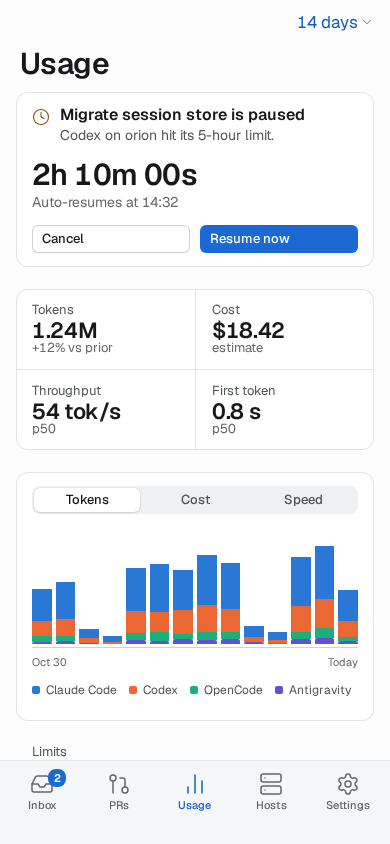 14 days
Usage
Migrate session store is paused
Codex on orion hit its 5-hour limit.
2h 10m 00s
Auto-resumes at 14:32
Cancel
Resume now
Tokens
1.24M
+12% vs prior
Cost
$18.42
estimate
Throughput
54 tok/s
p50
First token
0.8 s
p50
Tokens
Cost
Speed
Oct 30
Today
Claude Code
Codex
OpenCode
Antigravity
Limits
2
Inbox
PRs
Usage
Hosts
Settings